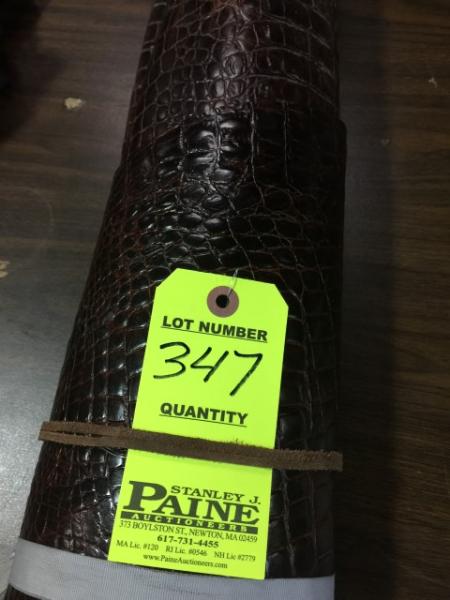 LOT NUMBER
347
QUANTITY
STANLEY J.
PAINE
AUCTIONEERS
373 BOYLSTON ST., NEWTON, MA 02459
617-731-4455
MA Lic. #120 RI Lic. #0546 NH Lic #2779
www.PaineAuctioneers.com